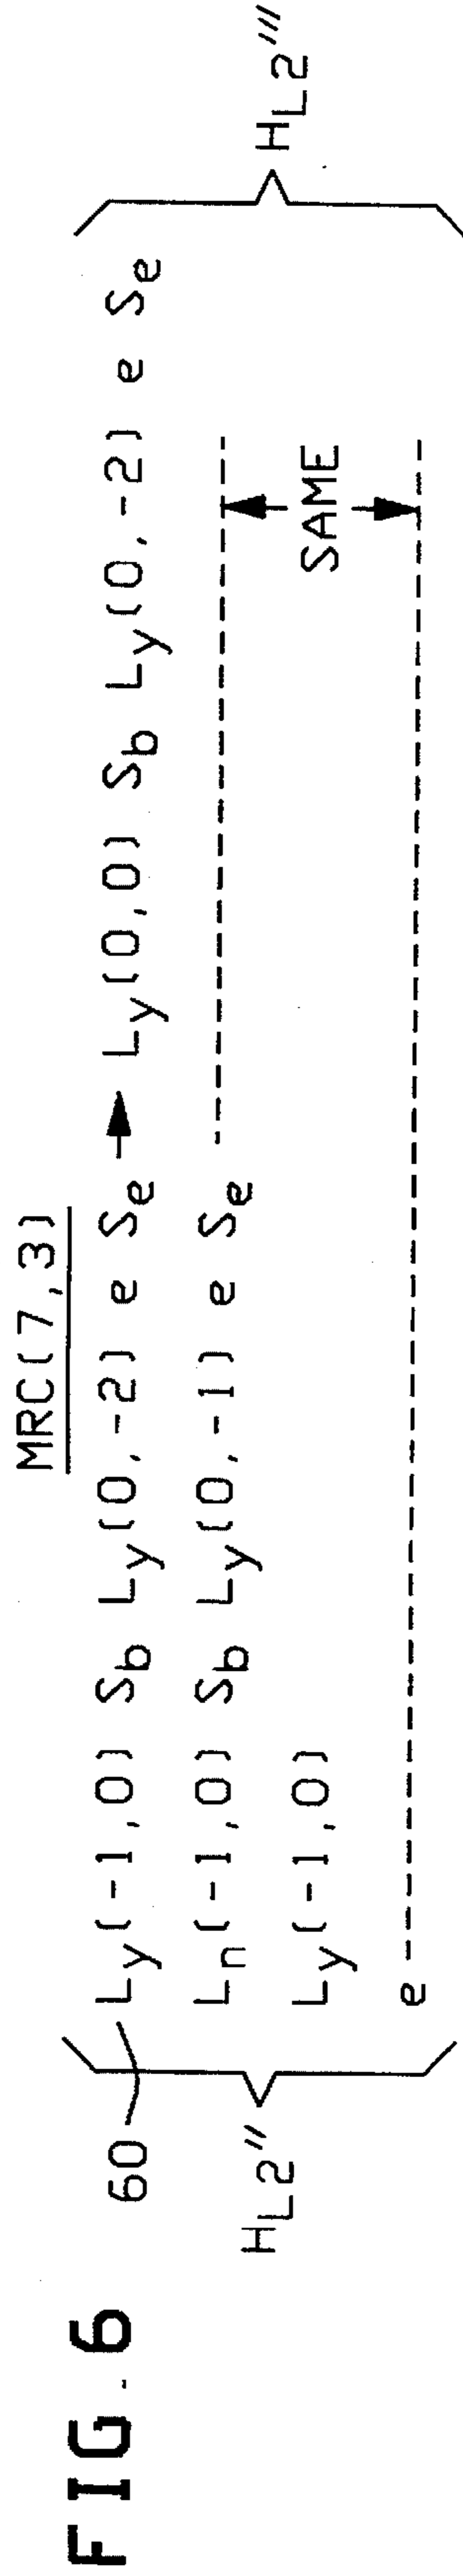 FIG. 6
MRC(7,3)
60
Ly(-1,0) Sb Ly(0,-2) e Se → Ly(0,0) Sb Ly(0,-2) e Se
Ln(-1,0) Sb Ly(0,-1) e Se
Ly(-1,0)
e
SAME
HL2″
HL2‴